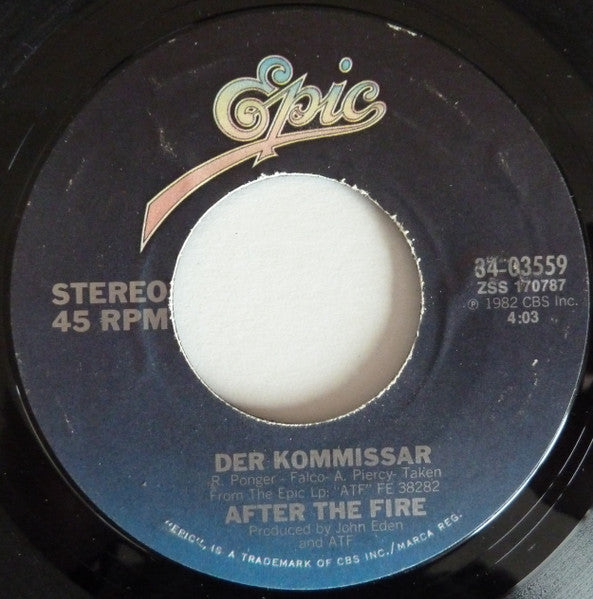 Epic
STEREO
45 RPM
34-03559
ZSS 170787
℗ 1982 CBS Inc.
4:03
DER KOMMISSAR
R. Ponger - Falco- A. Piercy- Taken
From The Epic Lp: "ATF" FE 38282
AFTER THE FIRE
Produced by John Eden
and ATF
"EPIC", IS A TRADEMARK OF CBS INC./MARCA REG.